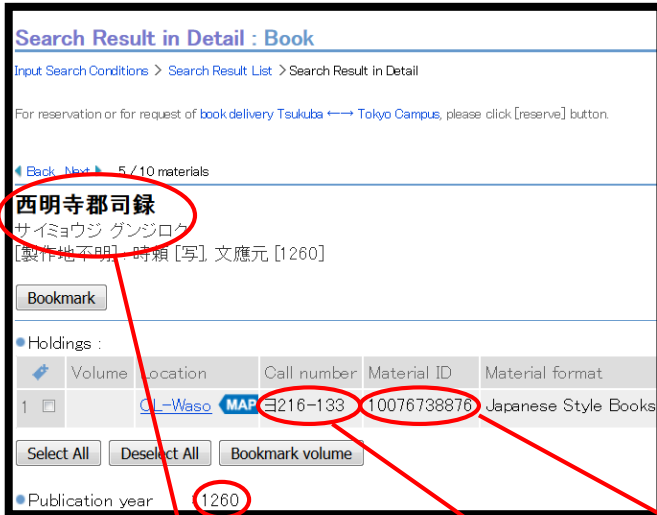 Search Result in Detail : Book
Input Search Conditions > Search Result List > Search Result in Detail
For reservation or for request of book delivery Tsukuba ←→ Tokyo Campus, please click [reserve] button.
Back Next 5 / 10 materials
西明寺郡司録
サイミョウジ グンジロク
[製作地不明] : 時頼 [写], 文應元 [1260]
Bookmark
Holdings :
Volume Location Call number Material ID Material format
1 CL-Waso MAP ヨ216-133 10076738876 Japanese Style Books
Select All Deselect All Bookmark volume
Publication year : 1260